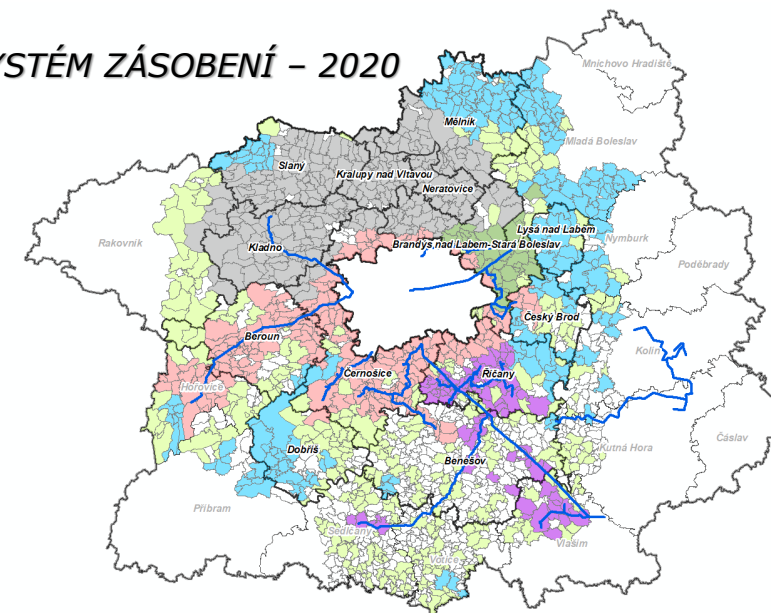 YSTÉM ZÁSOBENÍ – 2020
Mnichovo Hradiště
Mělník
Mladá Boleslav
Slaný
Kralupy nad Vltavou
Neratovice
Lysá nad Labem
Rakovník
Kladno
Brandýs nad Labem-Stará Boleslav
Nymburk
Poděbrady
Český Brod
Beroun
Kolín
Hořovice
Černošice
Říčany
Čáslav
Dobříš
Benešov
Kutná Hora
Příbram
Sedlčany
Vlašim
Votice